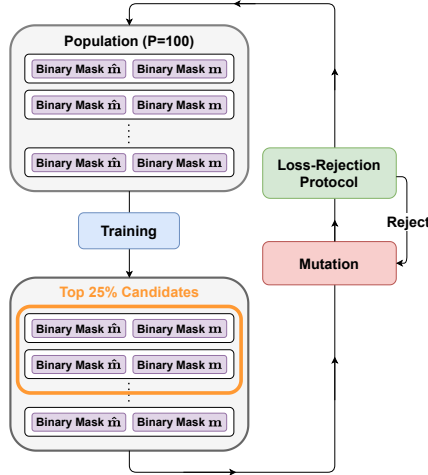 Population (P=100)
Binary Mask m̂ Binary Mask m
Binary Mask m̂ Binary Mask m
Binary Mask m̂ Binary Mask m
Training
Top 25% Candidates
Binary Mask m̂ Binary Mask m
Binary Mask m̂ Binary Mask m
Binary Mask m̂ Binary Mask m
Loss-Rejection
Protocol
Reject
Mutation